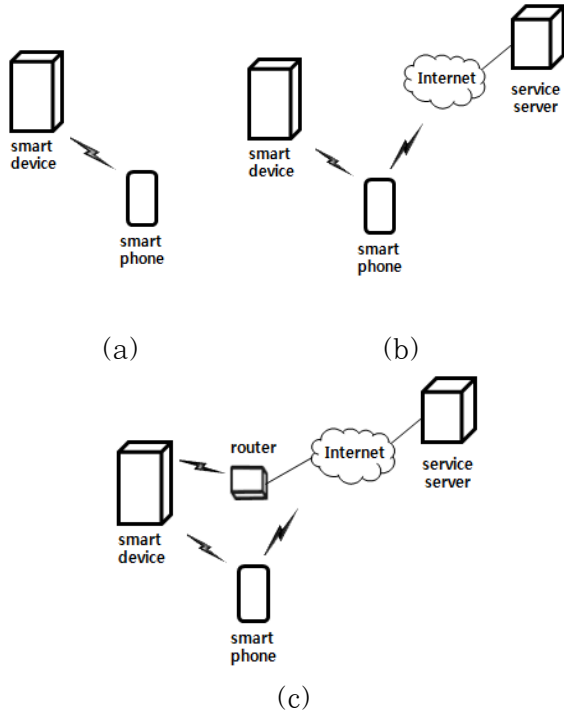 smart
device
smart
phone
(a)
Internet
service
server
smart
device
smart
phone
(b)
router
Internet
service
server
smart
device
smart
phone
(c)